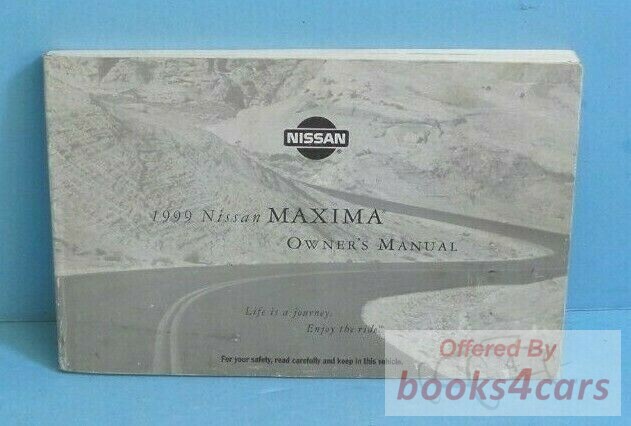 NISSAN
®
1999 Nissan MAXIMA®
OWNER'S MANUAL
Life is a journey.
Enjoy the ride.™
For your safety, read carefully and keep in this vehicle.
Offered By
books4cars